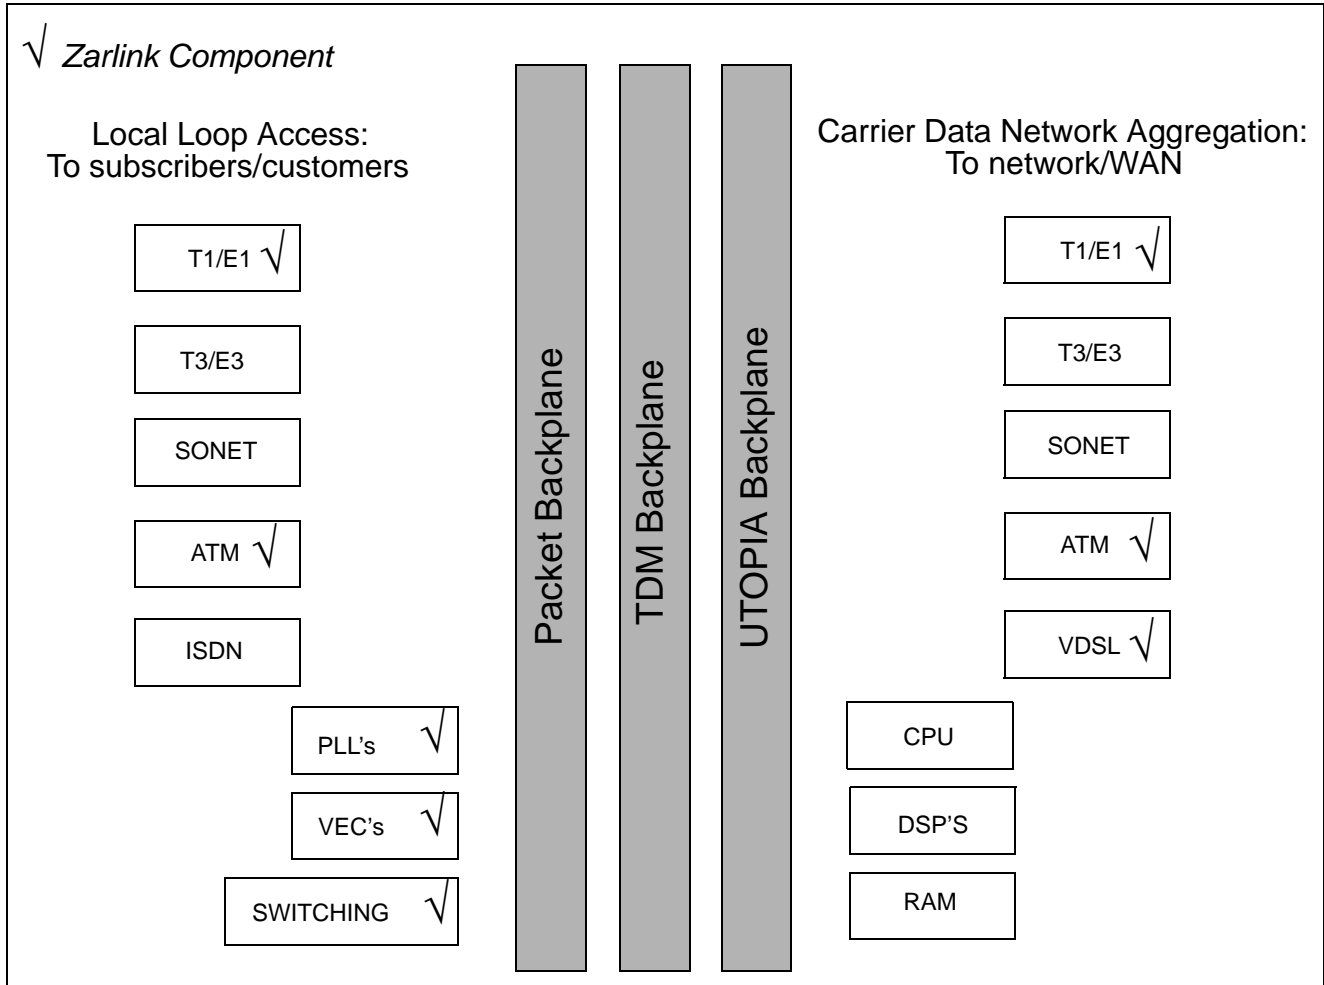 √ Zarlink Component
Local Loop Access:
To subscribers/customers
T1/E1 √
T3/E3
SONET
ATM √
ISDN
PLL's √
VEC's √
SWITCHING √
Packet Backplane
TDM Backplane
UTOPIA Backplane
Carrier Data Network Aggregation:
To network/WAN
T1/E1 √
T3/E3
SONET
ATM √
VDSL √
CPU
DSP'S
RAM